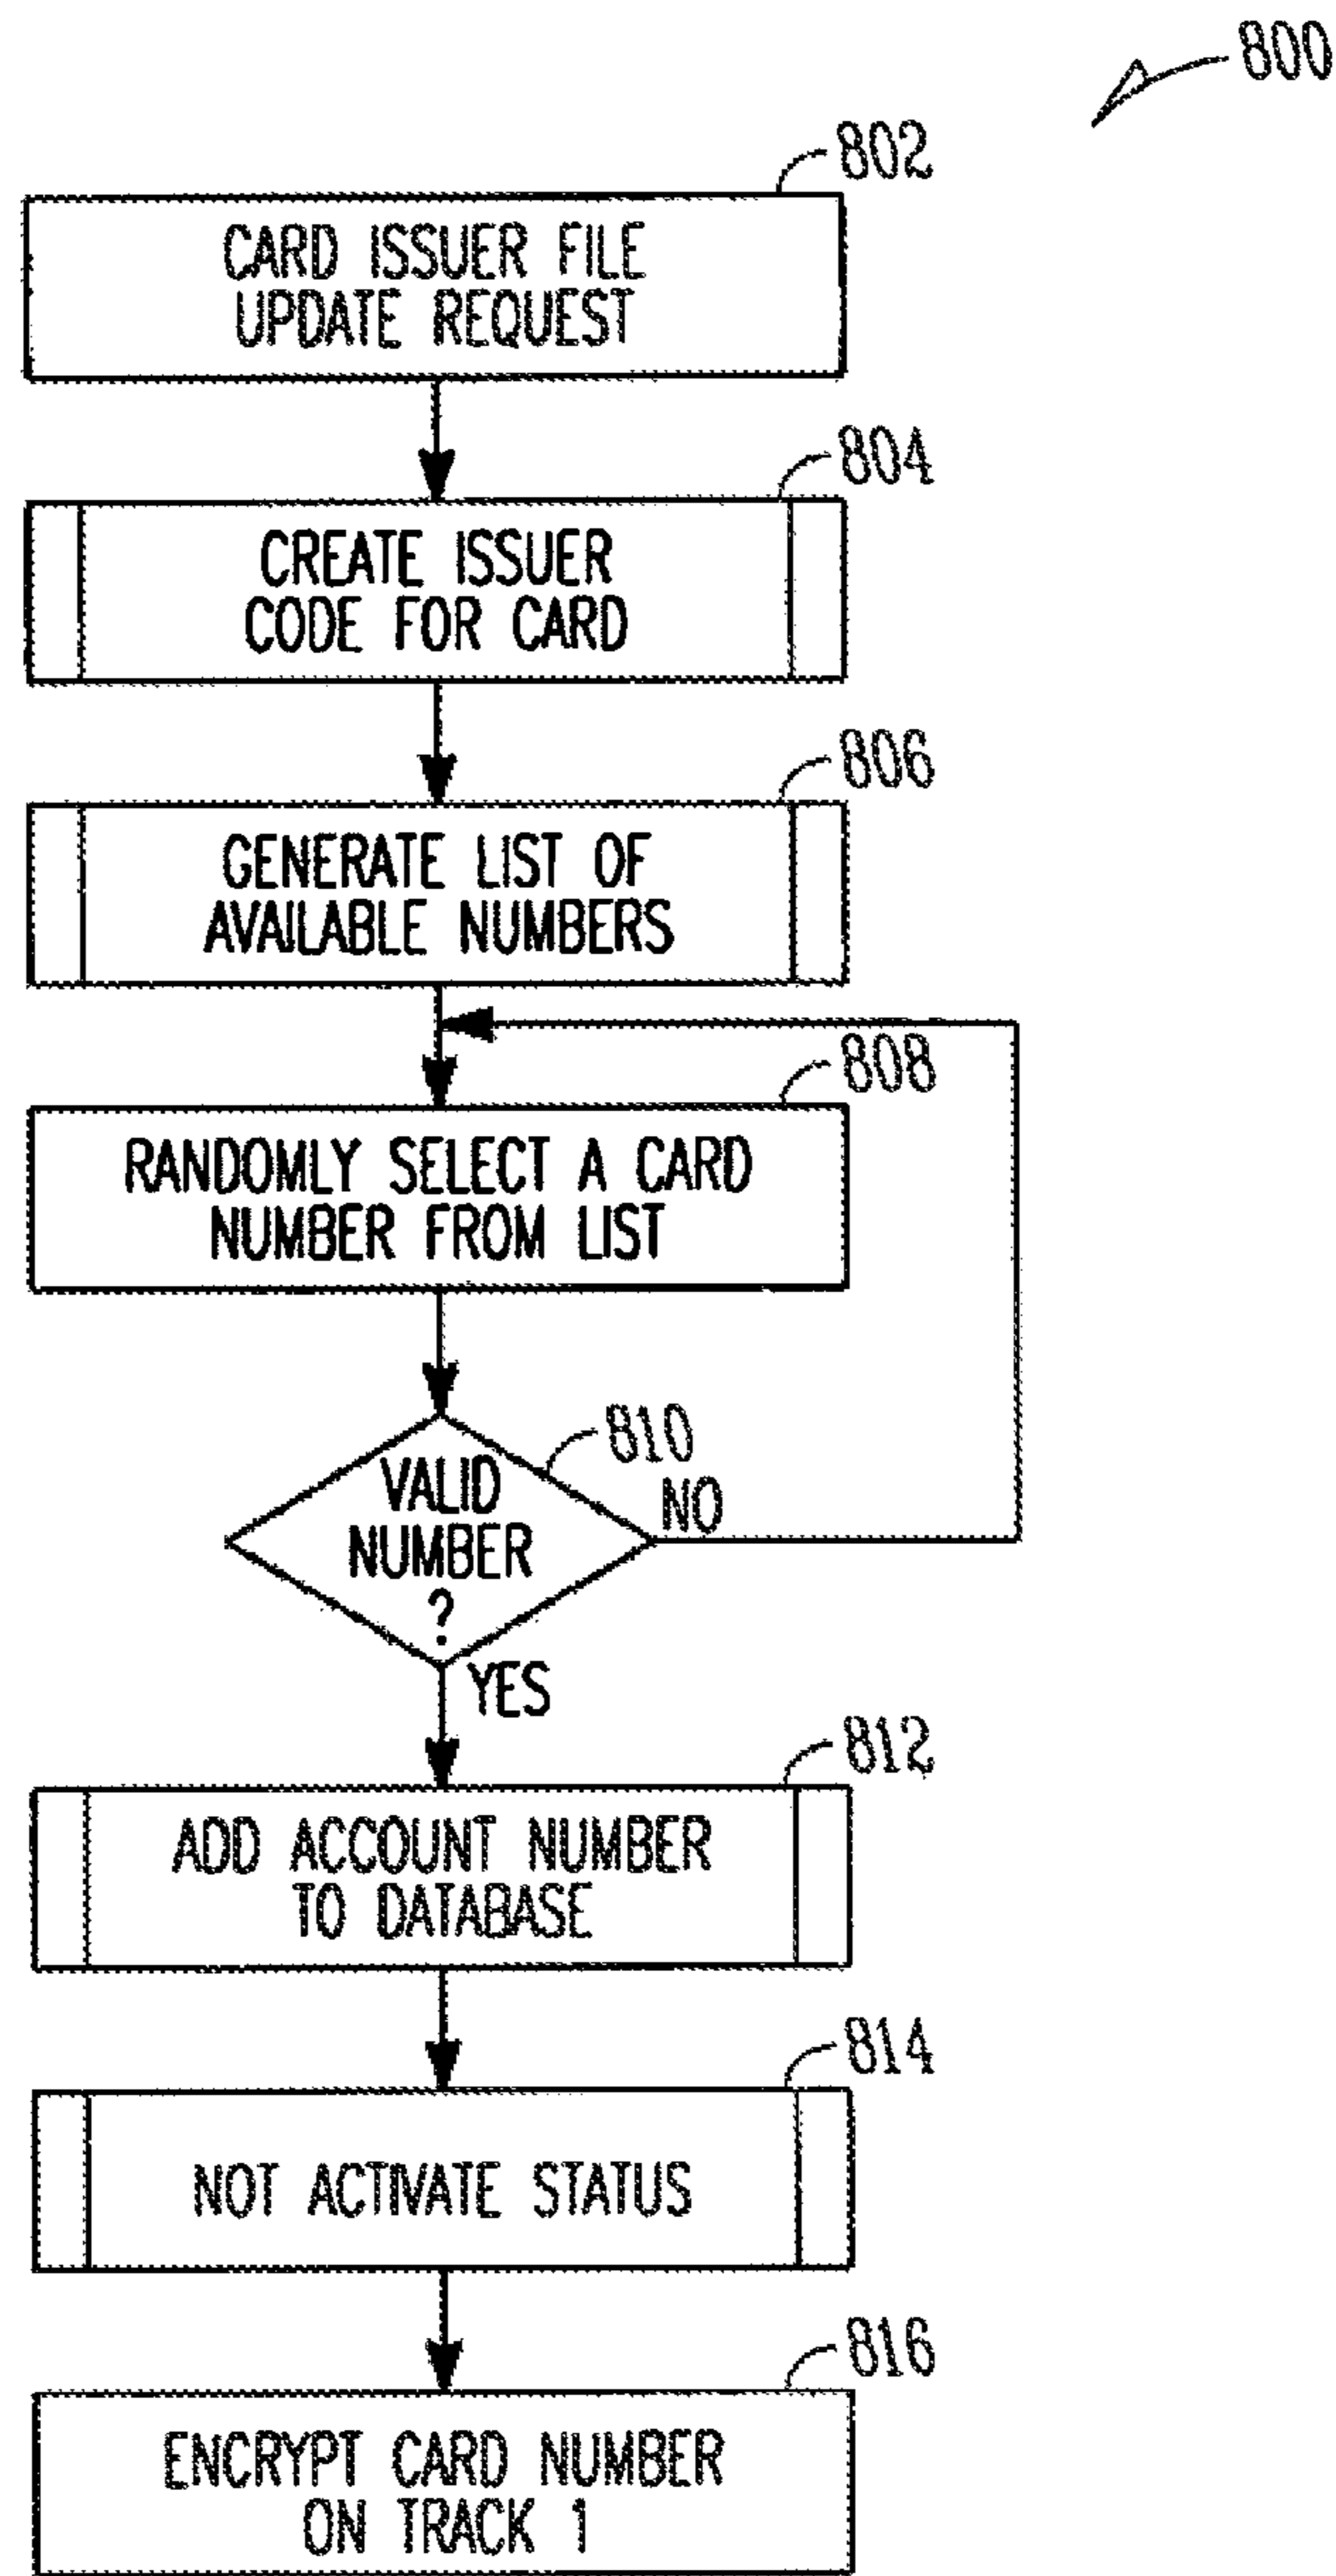 800
802
CARD ISSUER FILE
UPDATE REQUEST
804
CREATE ISSUER
CODE FOR CARD
806
GENERATE LIST OF
AVAILABLE NUMBERS
808
RANDOMLY SELECT A CARD
NUMBER FROM LIST
810
VALID
NUMBER
?
NO
YES
812
ADD ACCOUNT NUMBER
TO DATABASE
814
NOT ACTIVATE STATUS
816
ENCRYPT CARD NUMBER
ON TRACK 1